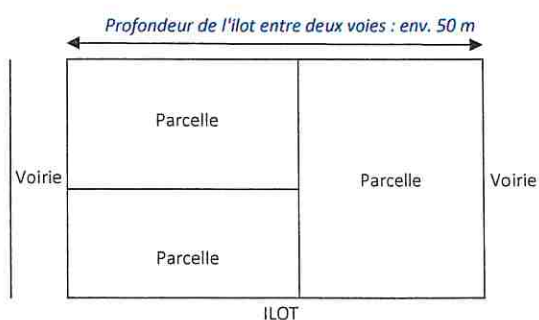 Profondeur de l'ilot entre deux voies : env. 50 m
Parcelle
Voirie
Parcelle
Voirie
Parcelle
ILOT